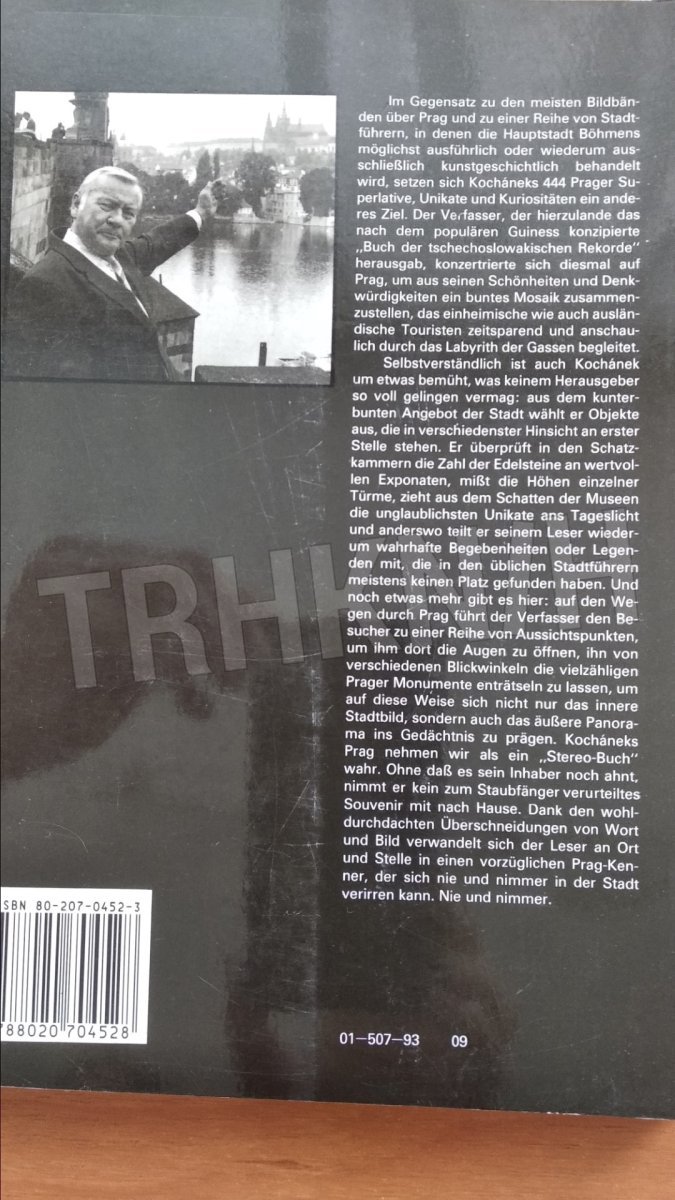 Im Gegensatz zu den meisten Bildbän-
den über Prag und zu einer Reihe von Stadt-
führern, in denen die Hauptstadt Böhmens
möglichst ausführlich oder wiederum aus-
schließlich kunstgeschichtlich behandelt
wird, setzen sich Kocháneks 444 Prager Su-
perlative, Unikate und Kuriositäten ein ande-
res Ziel. Der Verfasser, der hierzulande das
nach dem populären Guiness konzipierte
„Buch der tschechoslowakischen Rekorde"
herausgab, konzertrierte sich diesmal auf
Prag, um aus seinen Schönheiten und Denk-
würdigkeiten ein buntes Mosaik zusammen-
zustellen, das einheimische wie auch auslän-
dische Touristen zeitsparend und anschau-
lich durch das Labyrith der Gassen begleitet.
Selbstverständlich ist auch Kochánek
um etwas bemüht, was keinem Herausgeber
so voll gelingen vermag: aus dem kunter-
bunten Angebot der Stadt wählt er Objekte
aus, die in verschiedenster Hinsicht an erster
Stelle stehen. Er überprüft in den Schatz-
kammern die Zahl der Edelsteine an wertvol-
len Exponaten, mißt die Höhen einzelner
Türme, zieht aus dem Schatten der Museen
die unglaublichsten Unikate ans Tageslicht
und anderswo teilt er seinem Leser wieder-
um wahrhafte Begebenheiten oder Legen-
den mit, die in den üblichen Stadtführern
meistens keinen Platz gefunden haben. Und
noch etwas mehr gibt es hier: auf den We-
gen durch Prag führt der Verfasser den Be-
sucher zu einer Reihe von Aussichtspunkten,
um ihm dort die Augen zu öffnen, ihn von
verschiedenen Blickwinkeln die vielzähligen
Prager Monumente enträtseln zu lassen, um
auf diese Weise sich nicht nur das innere
Stadtbild, sondern auch das äußere Panora-
ma ins Gedächtnis zu prägen. Kocháneks
Prag nehmen wir als ein „Stereo-Buch"
wahr. Ohne daß es sein Inhaber noch ahnt,
nimmt er kein zum Staubfänger verurteiltes
Souvenir mit nach Hause. Dank den wohl-
durchdachten Überschneidungen von Wort
und Bild verwandelt sich der Leser an Ort
und Stelle in einen vorzüglichen Prag-Ken-
ner, der sich nie und nimmer in der Stadt
verirren kann. Nie und nimmer.
SBN 80-207-0452-3
788020 704528
01–507–93 09